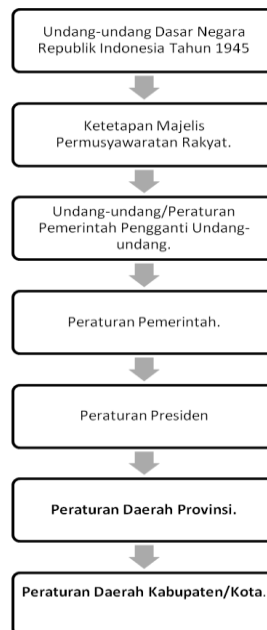 Undang-undang Dasar Negara
Republik Indonesia Tahun 1945
Ketetapan Majelis
Permusyawaratan Rakyat.
Undang-undang/Peraturan
Pemerintah Pengganti Undang-
undang.
Peraturan Pemerintah.
Peraturan Presiden
Peraturan Daerah Provinsi.
Peraturan Daerah Kabupaten/Kota.